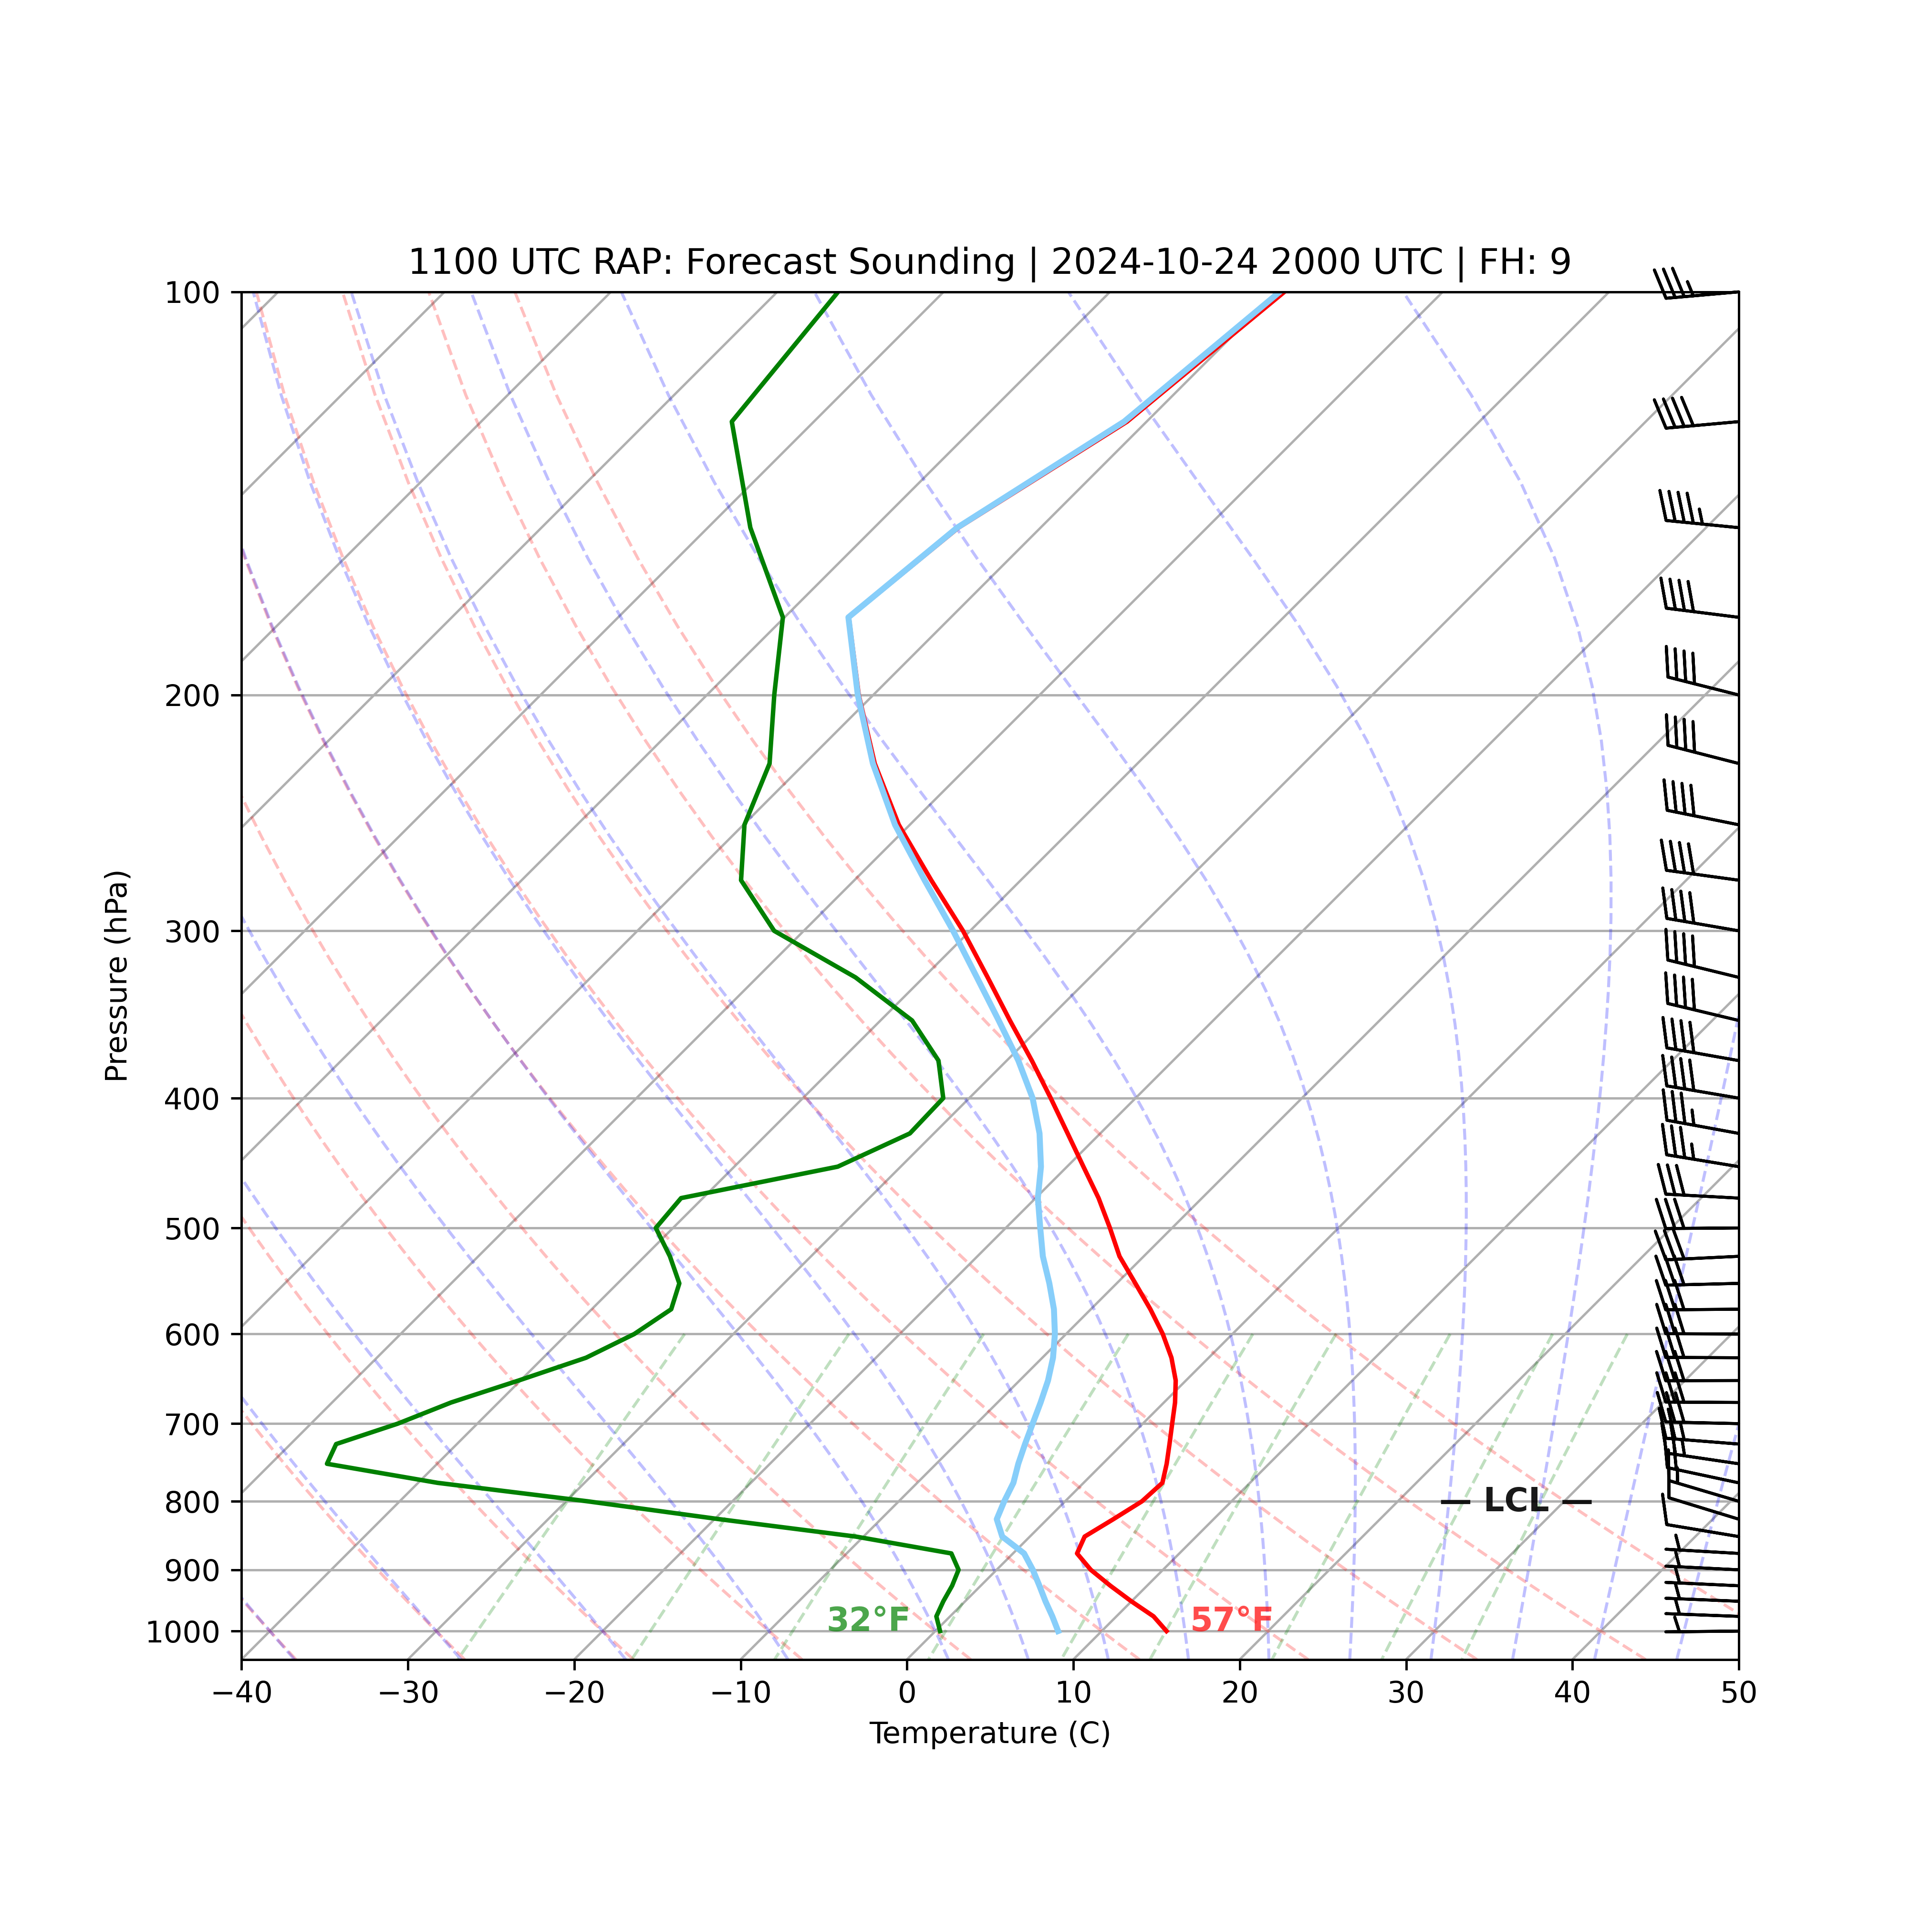 1100 UTC RAP: Forecast Sounding | 2024-10-24 2000 UTC | FH: 9
100
200
300
400
500
600
700
800
900
1000
Pressure (hPa)
— LCL —
32°F
57°F
−40 −30 −20 −10 0 10 20 30 40 50
Temperature (C)